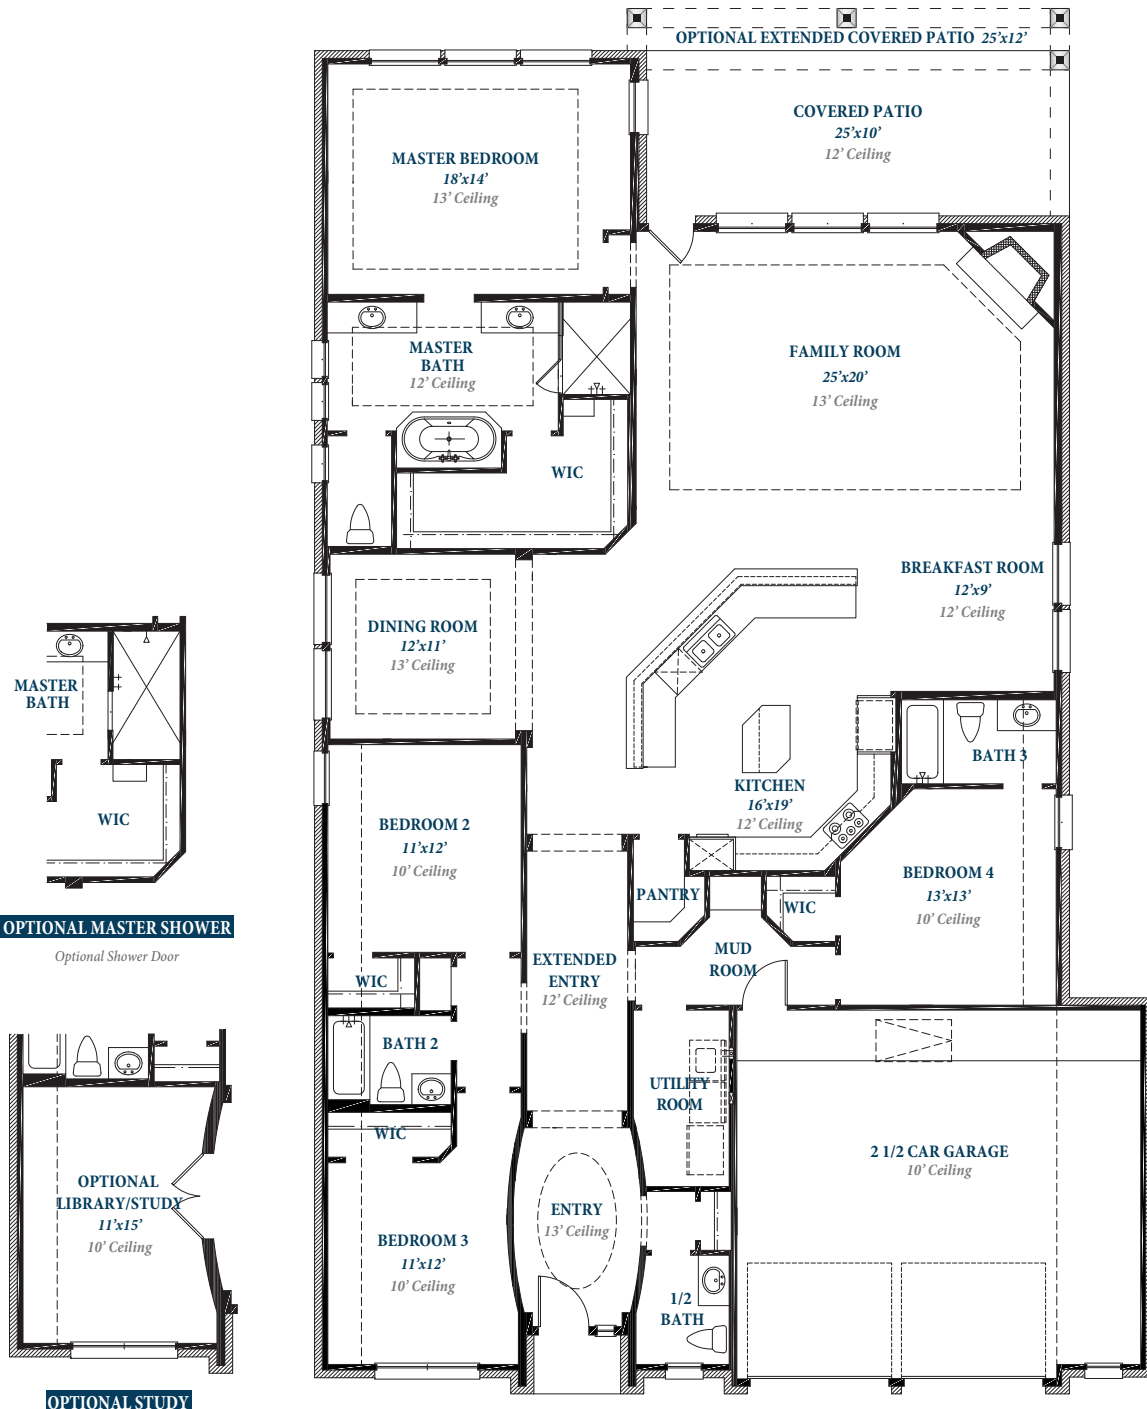 OPTIONAL EXTENDED COVERED PATIO 25'x12'
COVERED PATIO
25'x10'
12' Ceiling
MASTER BEDROOM
18'x14'
13' Ceiling
MASTER
BATH
12' Ceiling
WIC
FAMILY ROOM
25'x20'
13' Ceiling
BREAKFAST ROOM
12'x9'
12' Ceiling
DINING ROOM
12'x11'
13' Ceiling
MASTER
BATH
WIC
OPTIONAL MASTER SHOWER
Optional Shower Door
BATH 3
KITCHEN
16'x19'
12' Ceiling
BEDROOM 2
11'x12'
10' Ceiling
BEDROOM 4
13'x13'
10' Ceiling
PANTRY
WIC
MUD
ROOM
EXTENDED
ENTRY
12' Ceiling
WIC
BATH 2
UTILITY
ROOM
WIC
2 1/2 CAR GARAGE
10' Ceiling
OPTIONAL
LIBRARY/STUDY
11'x15'
10' Ceiling
OPTIONAL STUDY
ENTRY
13' Ceiling
BEDROOM 3
11'x12'
10' Ceiling
1/2
BATH